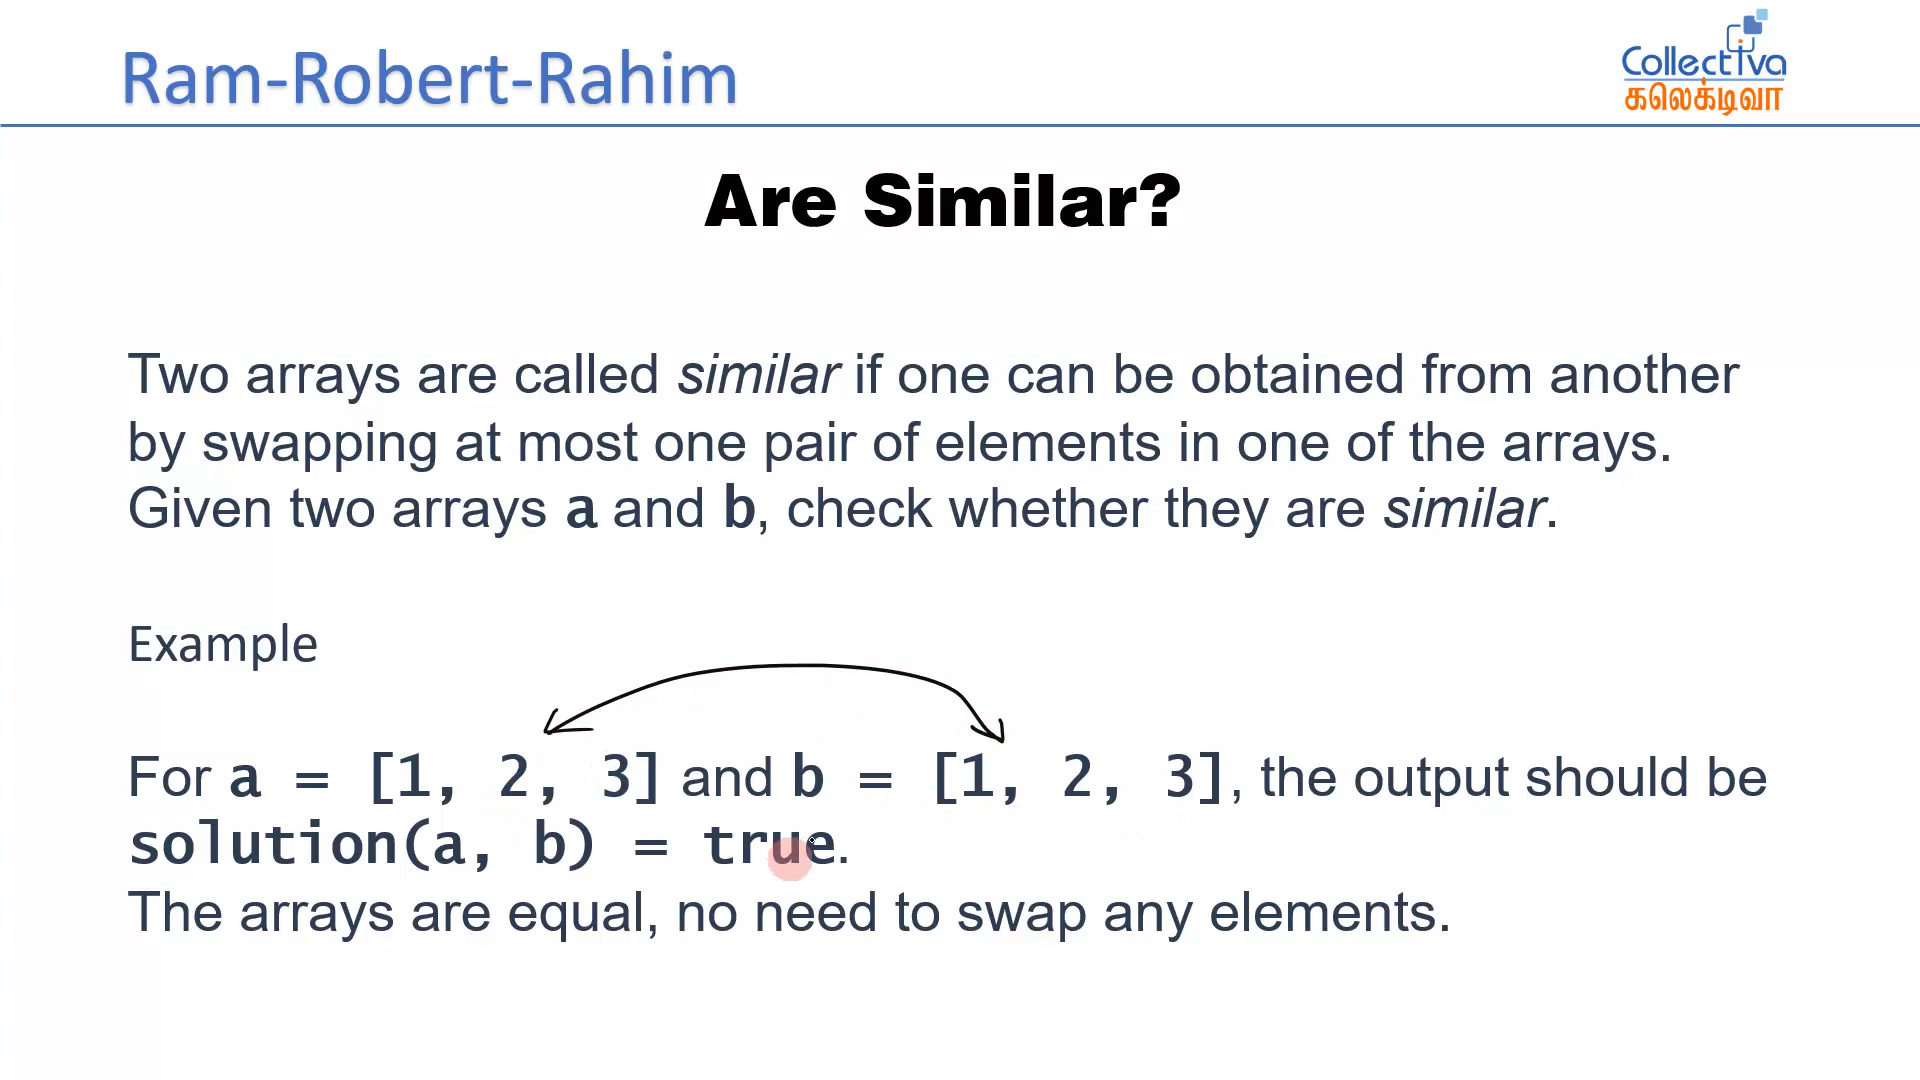 Ram-Robert-Rahim
Collectiva
கலெக்டிவா
Are Similar?
Two arrays are called similar if one can be obtained from another
by swapping at most one pair of elements in one of the arrays.
Given two arrays a and b, check whether they are similar.
Example
For a = [1, 2, 3] and b = [1, 2, 3], the output should be
solution(a, b) = true.
The arrays are equal, no need to swap any elements.